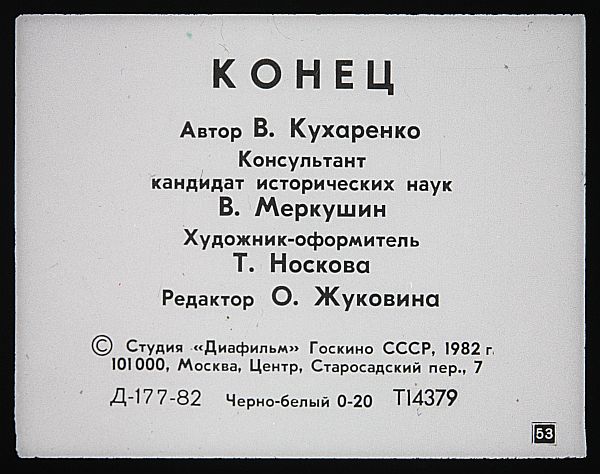 КОНЕЦ
Автор В. Кухаренко
Консультант
кандидат исторических наук
В. Меркушин
Художник-оформитель
Т. Носкова
Редактор О. Жуковина
© Студия «Диафильм» Госкино СССР, 1982 г.
101000, Москва, Центр, Старосадский пер., 7
Д-177-82 Черно-белый 0-20 Т14379
53